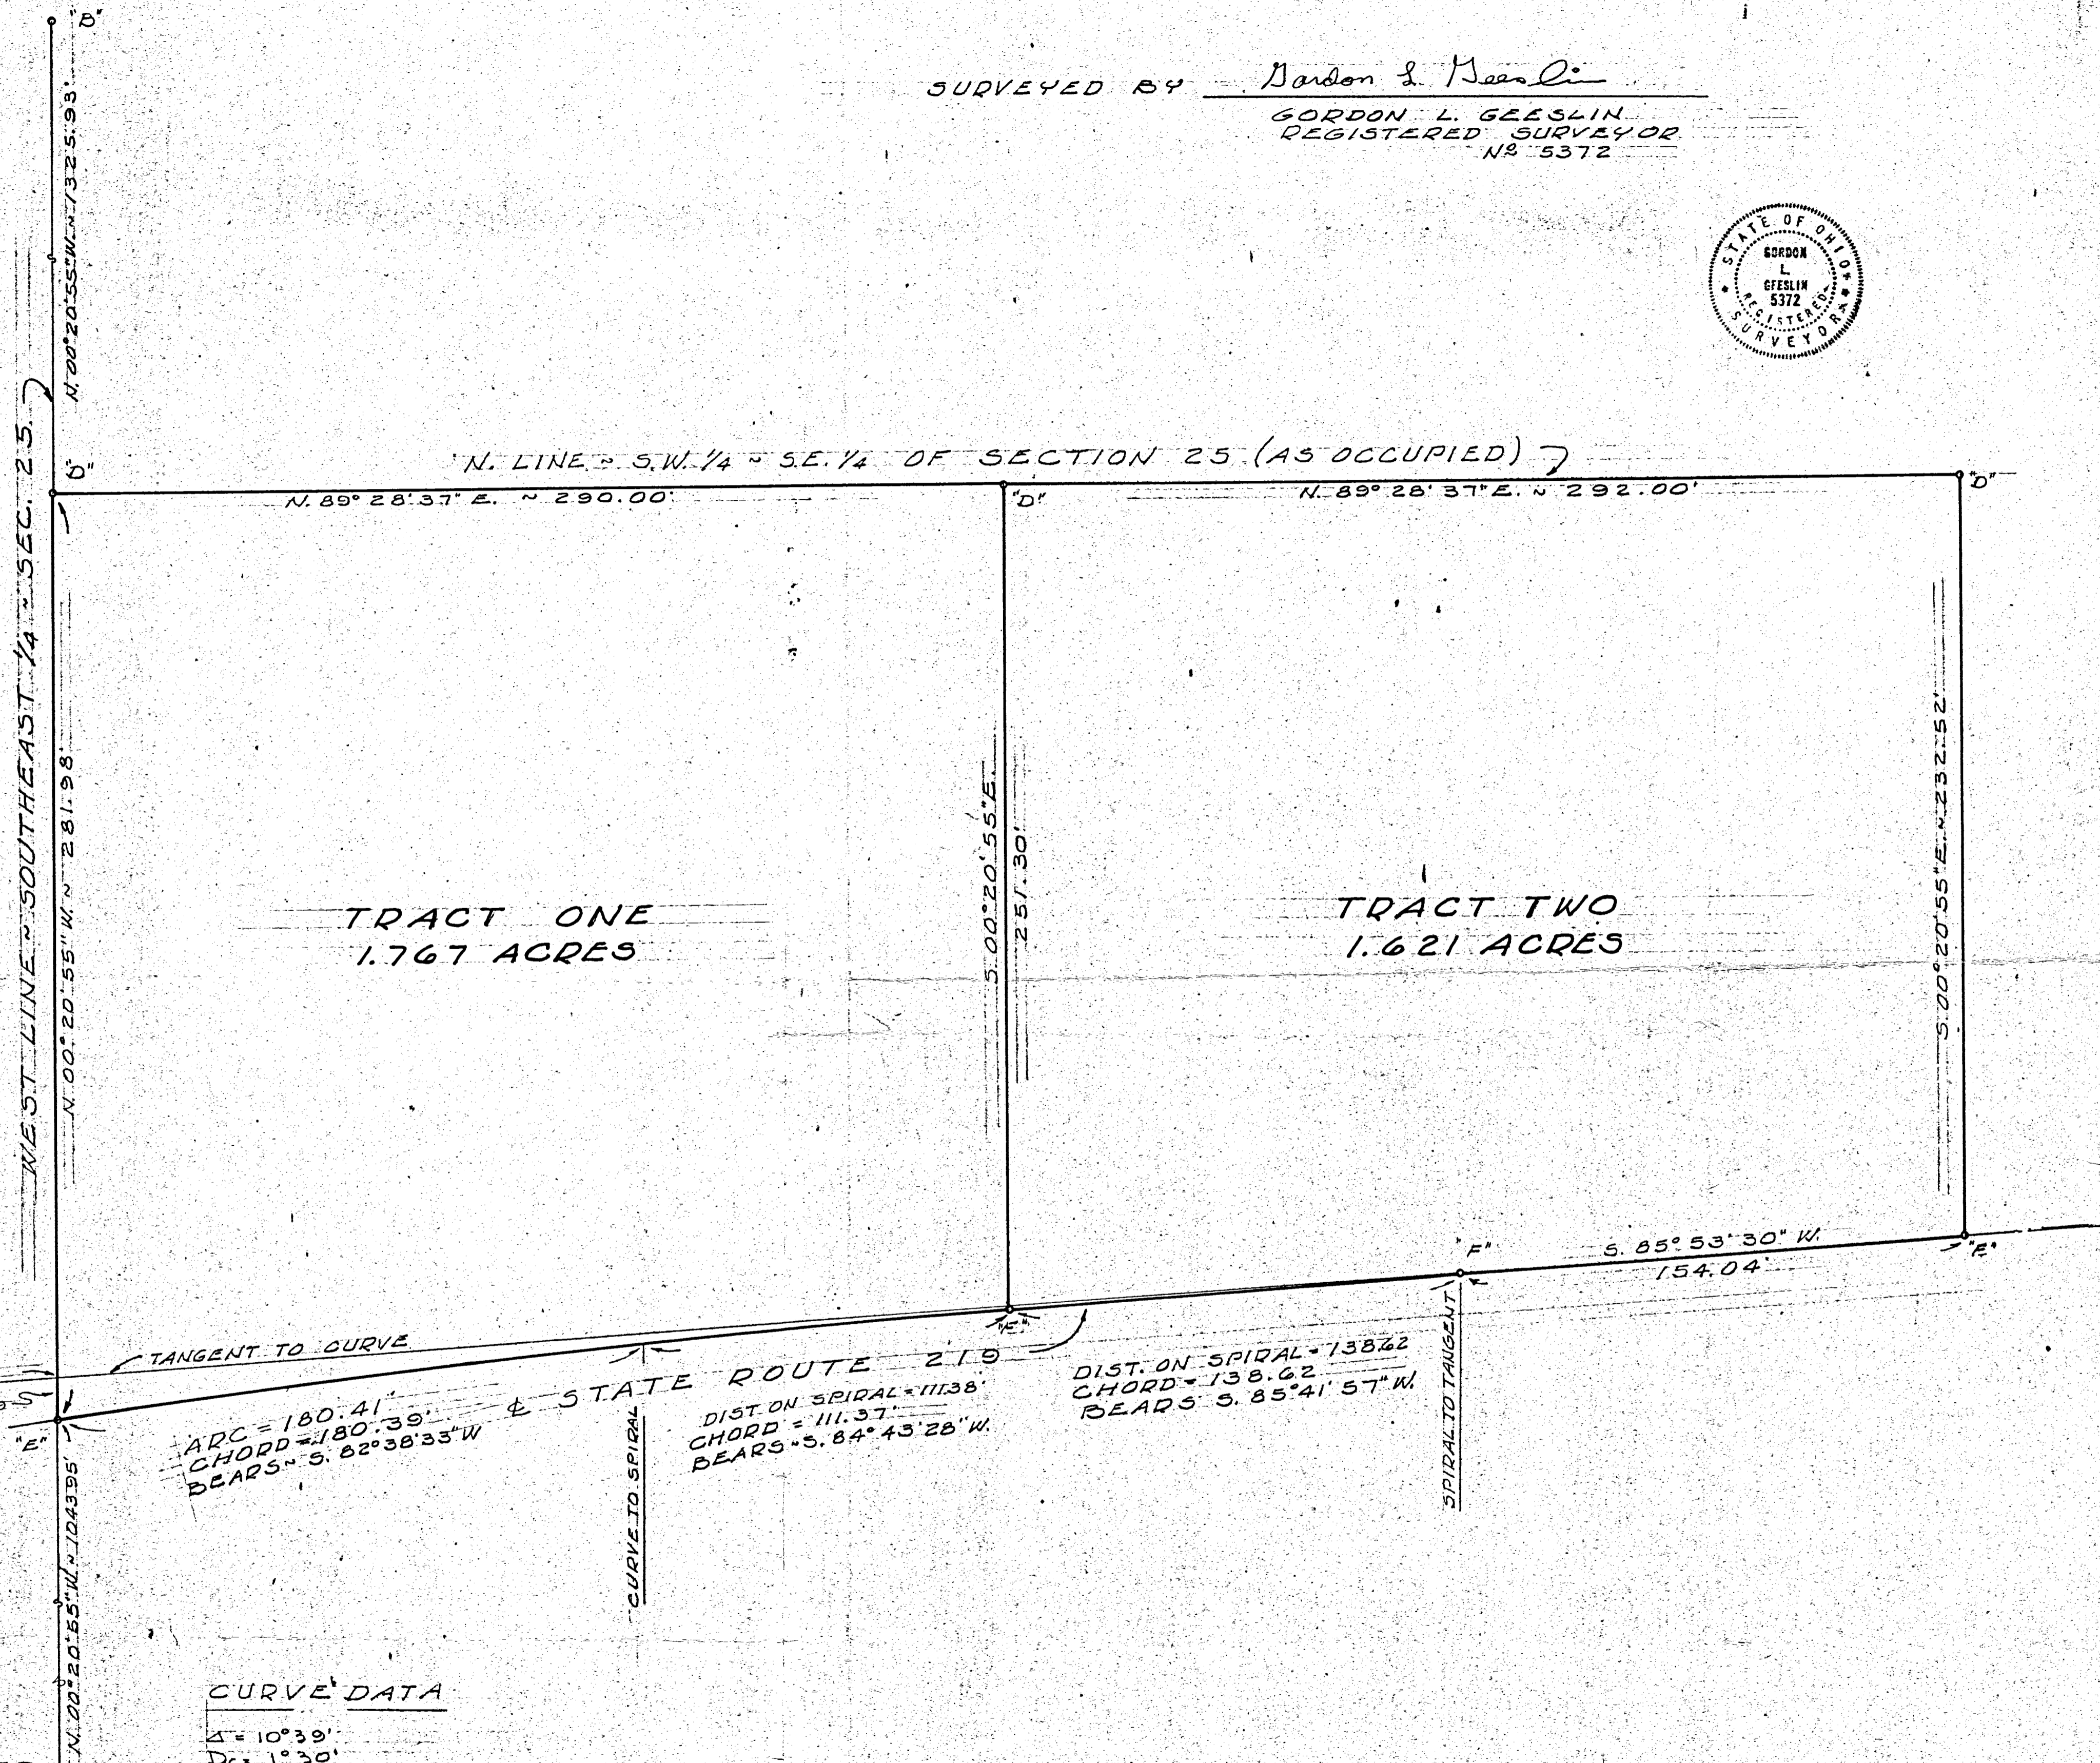 "B"
SURVEYED BY Gordon L Geeslin
GORDON L. GEESLIN
REGISTERED SURVEYOR
Nº 5372
STATE OF OHIO
GORDON
L.
GEESLIN
5372
REGISTERED
SURVEYOR
N. 00° 20' 55" W. ~ 1325.93'
WEST LINE ~ SOUTHEAST 1/4 ~ SEC. 25
N. LINE ~ S.W. 1/4 ~ S.E. 1/4 OF SECTION 25 (AS OCCUPIED)
"D"
N. 89° 28' 37" E. ~ 290.00'
"D"
N. 89° 28' 37" E. ~ 292.00'
"D"
N. 00° 20' 55" W. ~ 281.98'
S. 00° 20' 55" E.
251.30'
S. 00° 20' 55" E. ~ 232.52'
TRACT ONE
1.767 ACRES
TRACT TWO
1.621 ACRES
"F"
S. 85° 53' 30" W.
154.04'
"E"
"E"
TANGENT TO CURVE
℄ STATE ROUTE 219
S
"E"
ARC = 180.41'
CHORD = 180.39'
BEARS ~ S. 82° 38' 33" W
CURVE TO SPIRAL
DIST. ON SPIRAL = 111.38'
CHORD = 111.37'
BEARS ~ S. 84° 43' 28" W.
DIST. ON SPIRAL = 138.62
CHORD = 138.62
BEARS S. 85° 41' 57" W.
SPIRAL TO TANGENT
N. 00° 20' 55" W. ~ 1043.95'
CURVE DATA
Δ = 10° 39'
Dc = 1° 30'